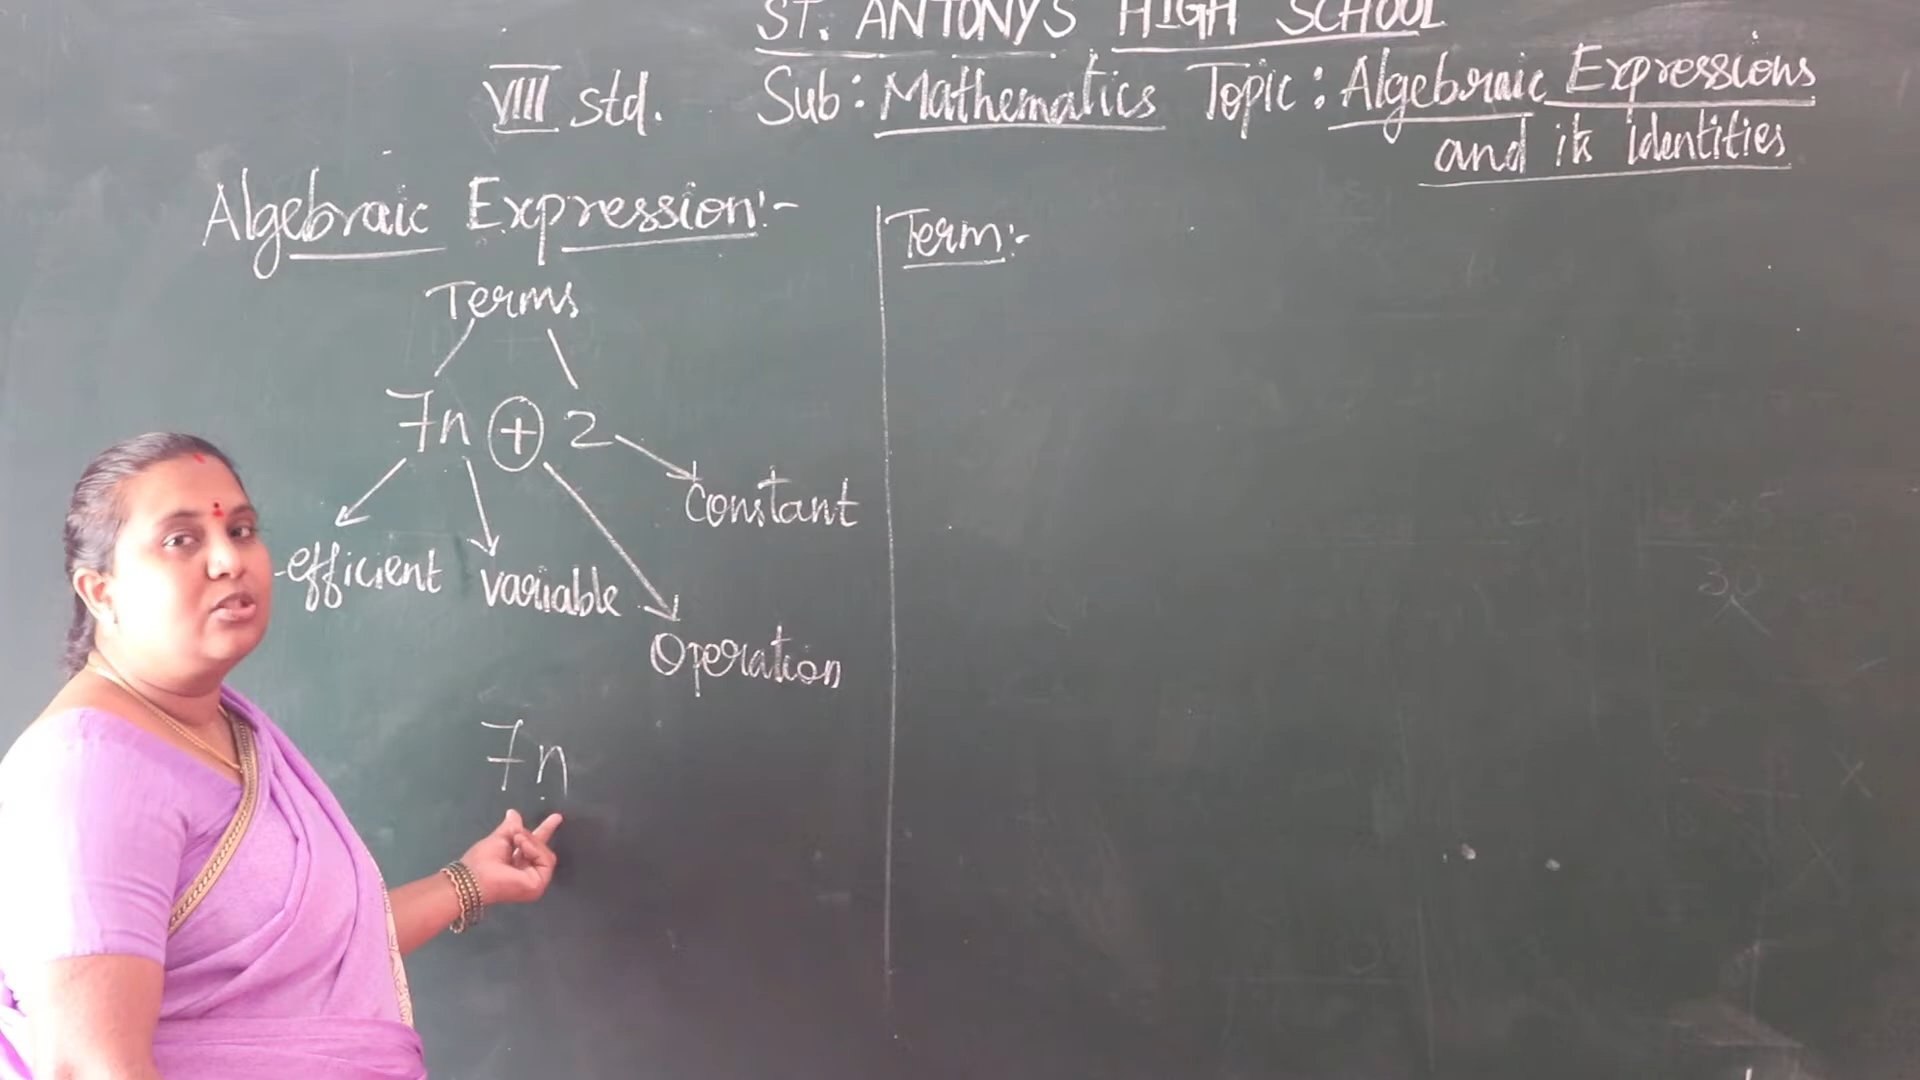 ST. ANTONYS HIGH SCHOOL
VIII std. Sub: Mathematics Topic: Algebraic Expressions
and its Identities
Algebraic Expression:-
Terms
7n + 2
Constant
-efficient variable
Operation
7n
Term:-